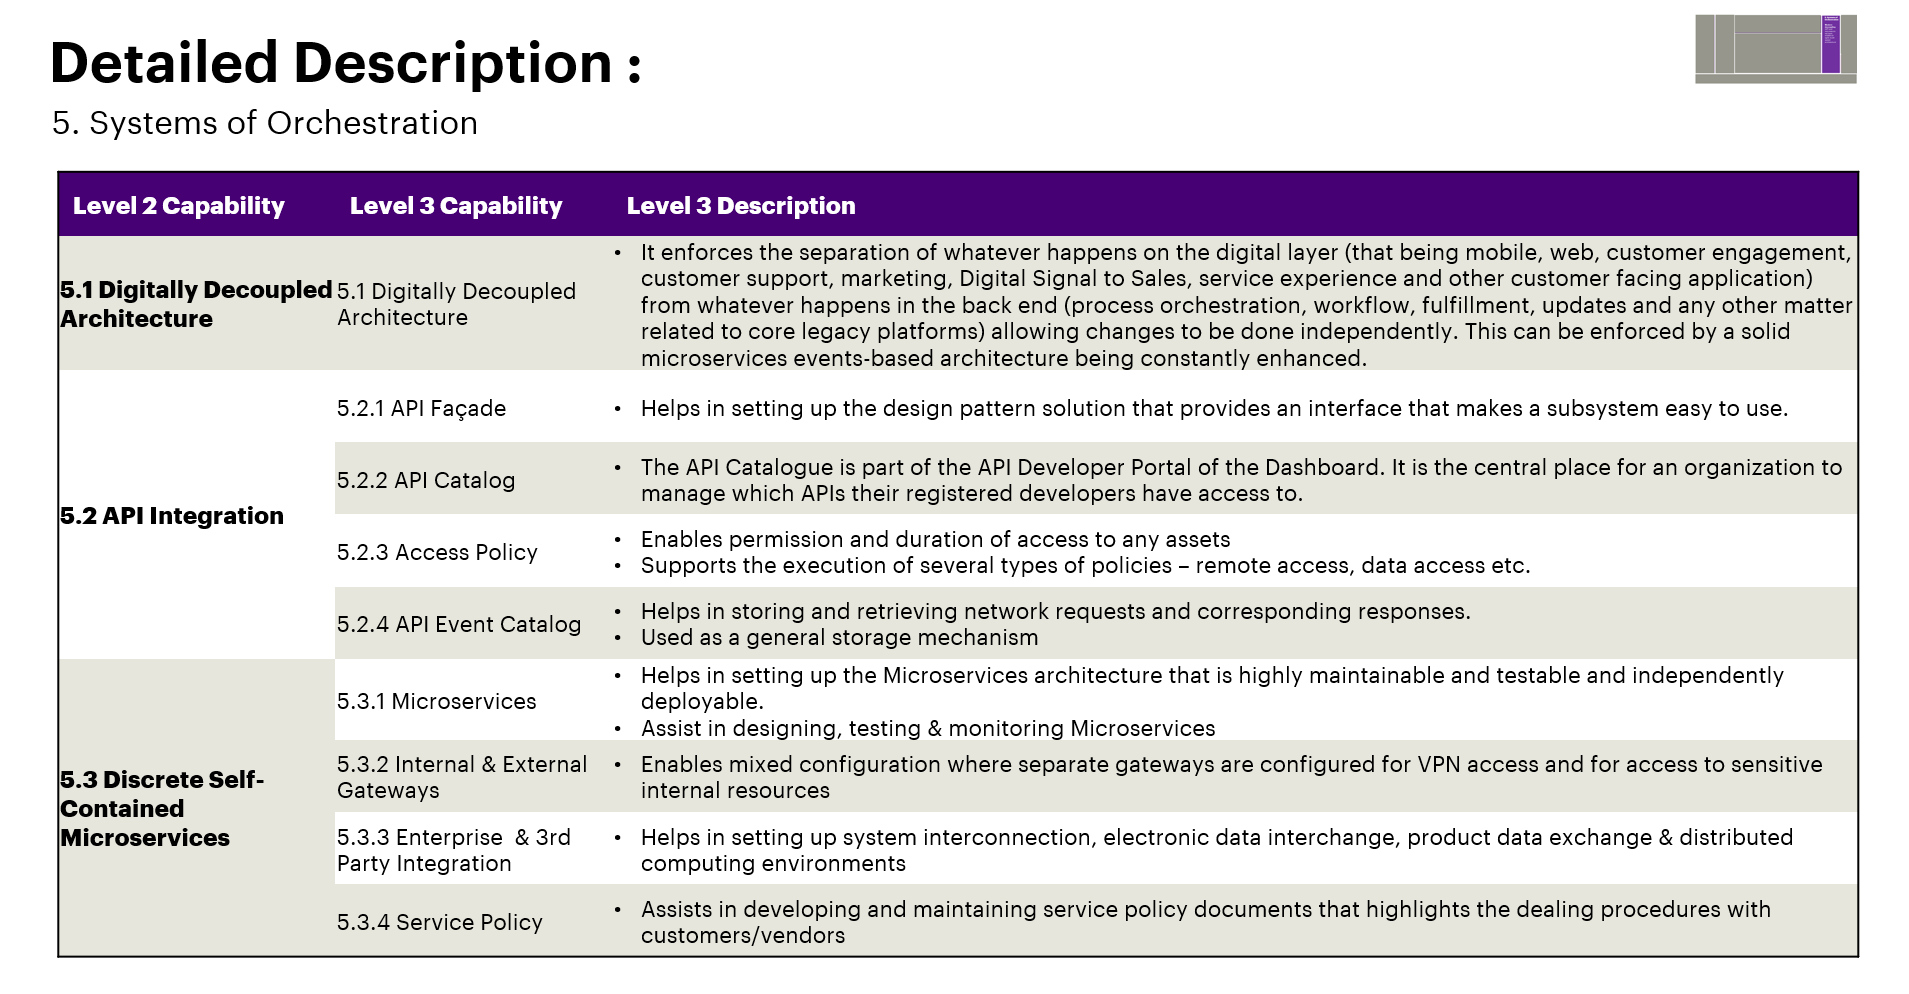 Detailed Description :
5. Systems of Orchestration
Level 2 Capability
Level 3 Capability
Level 3 Description
5.1 Digitally Decoupled
Architecture
5.1 Digitally Decoupled
Architecture
• It enforces the separation of whatever happens on the digital layer (that being mobile, web, customer engagement,
customer support, marketing, Digital Signal to Sales, service experience and other customer facing application)
from whatever happens in the back end (process orchestration, workflow, fulfillment, updates and any other matter
related to core legacy platforms) allowing changes to be done independently. This can be enforced by a solid
microservices events-based architecture being constantly enhanced.
5.2 API Integration
5.2.1 API Façade
• Helps in setting up the design pattern solution that provides an interface that makes a subsystem easy to use.
5.2.2 API Catalog
• The API Catalogue is part of the API Developer Portal of the Dashboard. It is the central place for an organization to
manage which APIs their registered developers have access to.
5.2.3 Access Policy
• Enables permission and duration of access to any assets
• Supports the execution of several types of policies – remote access, data access etc.
5.2.4 API Event Catalog
• Helps in storing and retrieving network requests and corresponding responses.
• Used as a general storage mechanism
5.3 Discrete Self-
Contained
Microservices
5.3.1 Microservices
• Helps in setting up the Microservices architecture that is highly maintainable and testable and independently
deployable.
• Assist in designing, testing & monitoring Microservices
5.3.2 Internal & External
Gateways
• Enables mixed configuration where separate gateways are configured for VPN access and for access to sensitive
internal resources
5.3.3 Enterprise & 3rd
Party Integration
• Helps in setting up system interconnection, electronic data interchange, product data exchange & distributed
computing environments
5.3.4 Service Policy
• Assists in developing and maintaining service policy documents that highlights the dealing procedures with
customers/vendors